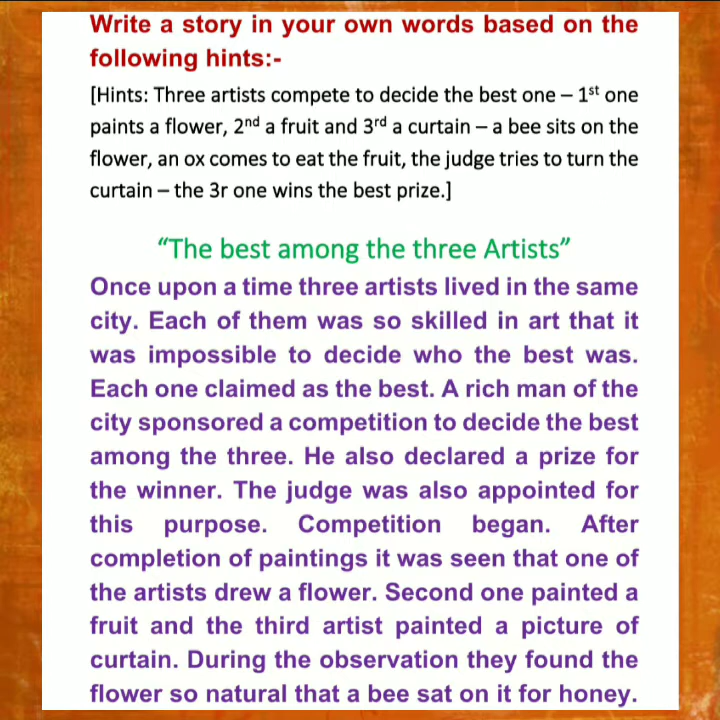 Write a story in your own words based on the
following hints:-
[Hints: Three artists compete to decide the best one – 1st one
paints a flower, 2nd a fruit and 3rd a curtain – a bee sits on the
flower, an ox comes to eat the fruit, the judge tries to turn the
curtain – the 3r one wins the best prize.]
“The best among the three Artists”
Once upon a time three artists lived in the same
city. Each of them was so skilled in art that it
was impossible to decide who the best was.
Each one claimed as the best. A rich man of the
city sponsored a competition to decide the best
among the three. He also declared a prize for
the winner. The judge was also appointed for
this purpose. Competition began. After
completion of paintings it was seen that one of
the artists drew a flower. Second one painted a
fruit and the third artist painted a picture of
curtain. During the observation they found the
flower so natural that a bee sat on it for honey.